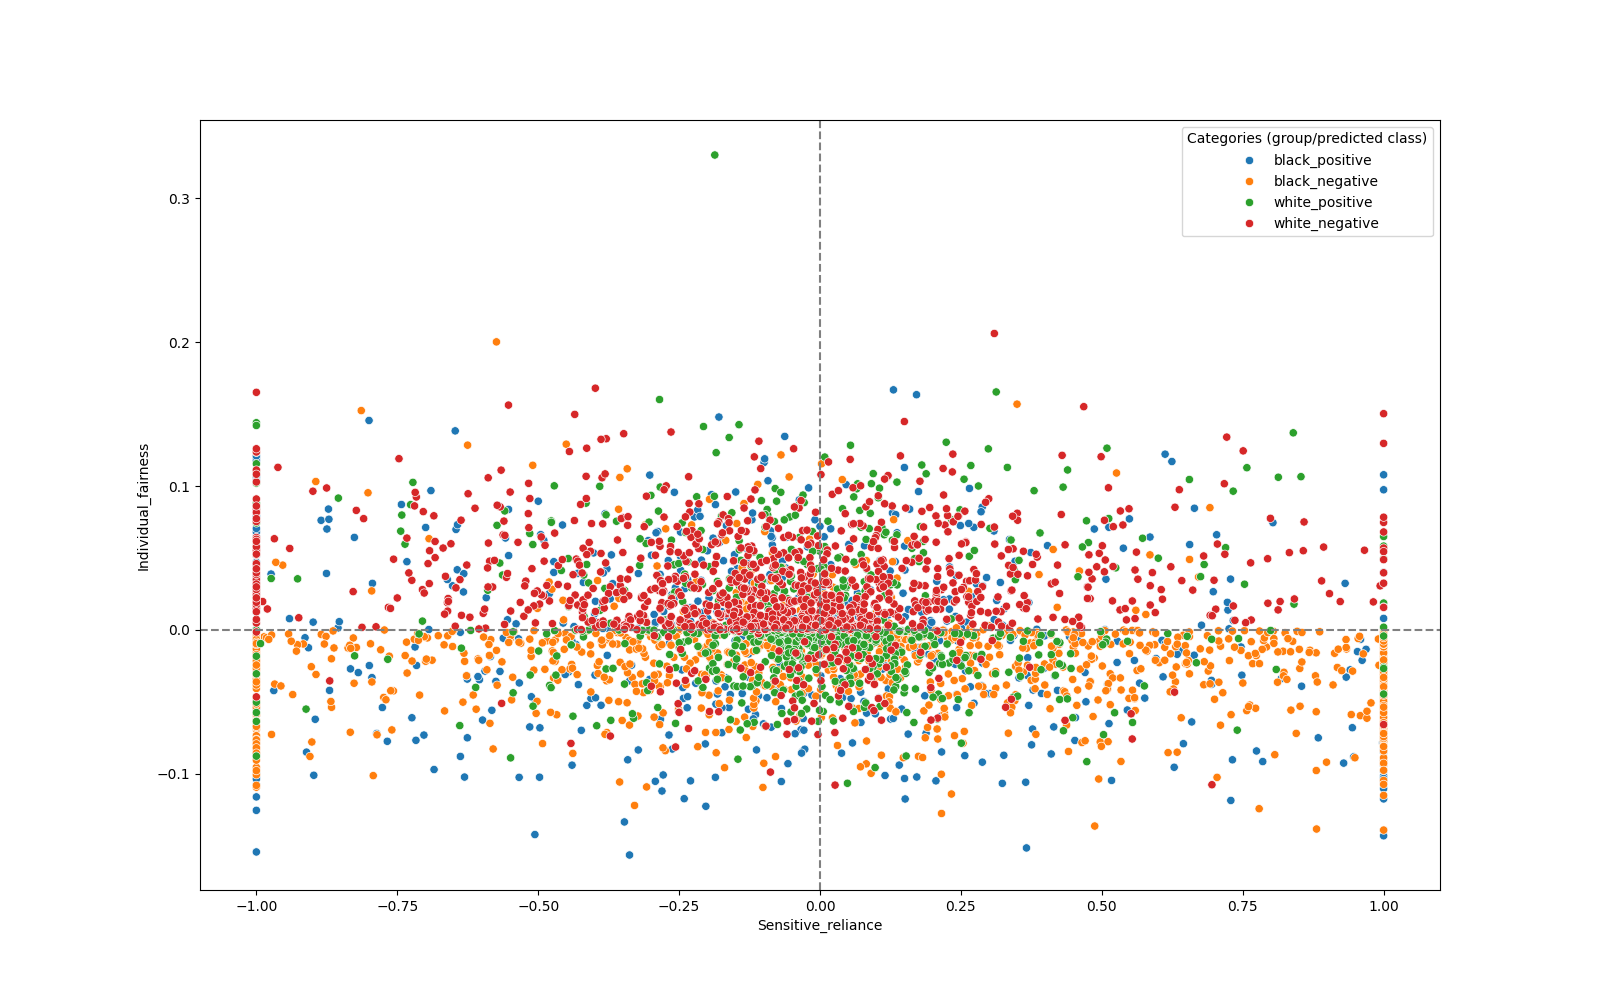 Categories (group/predicted class)
black_positive
black_negative
white_positive
white_negative
Individual_fairness
0.3
0.2
0.1
0.0
−0.1
−1.00 −0.75 −0.50 −0.25 0.00 0.25 0.50 0.75 1.00
Sensitive_reliance